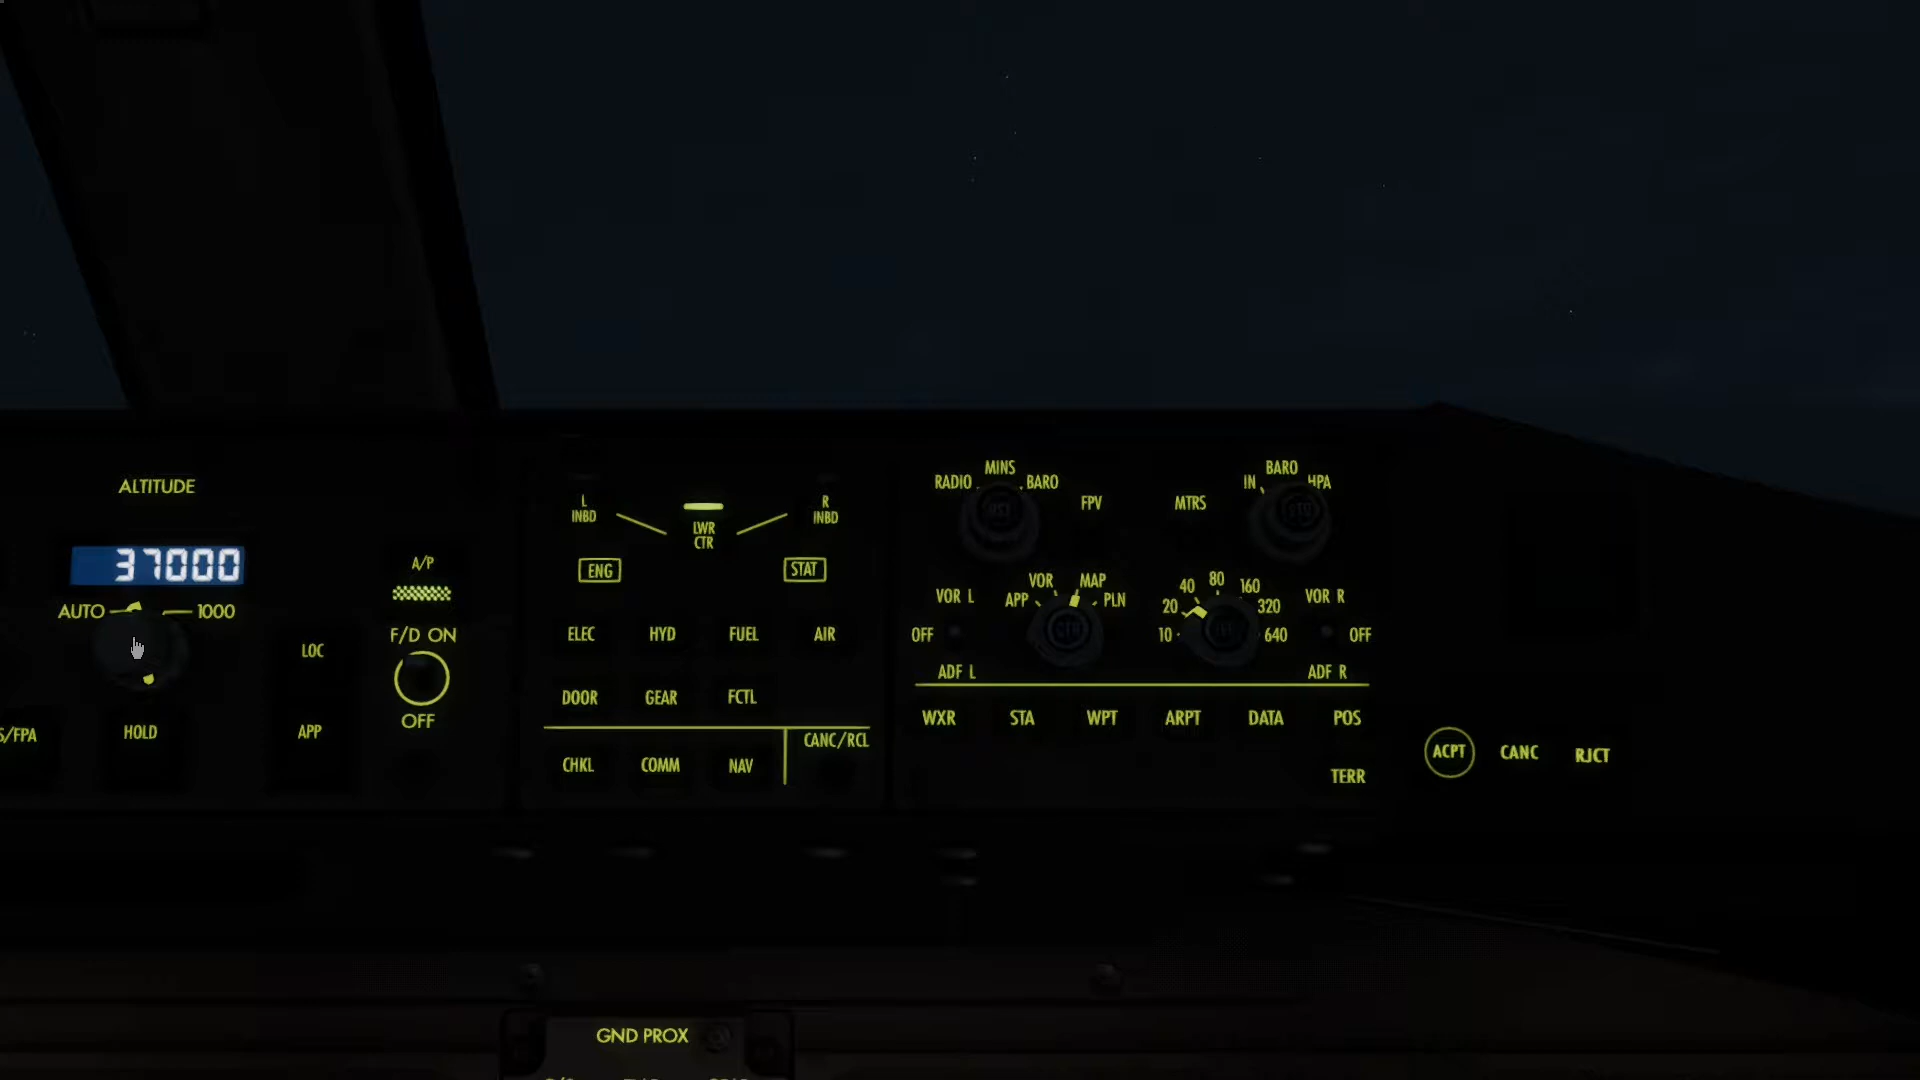 ALTITUDE
37000
AUTO 1000
HOLD
S/FPA
LOC
APP
A/P
F/D ON
OFF
L
INBD
LWR
CTR
R
INBD
ENG STAT
ELEC HYD FUEL AIR
DOOR GEAR FCTL
CANC/RCL
CHKL COMM NAV
MINS
RADIO BARO
RST
FPV
MTRS
BARO
IN HPA
STD
VOR L
OFF
ADF L
APP VOR MAP PLN
CTR
10 20 40 80 160 320 640
VOR R
OFF
ADF R
WXR STA WPT ARPT DATA POS
TERR
ACPT CANC RJCT
GND PROX